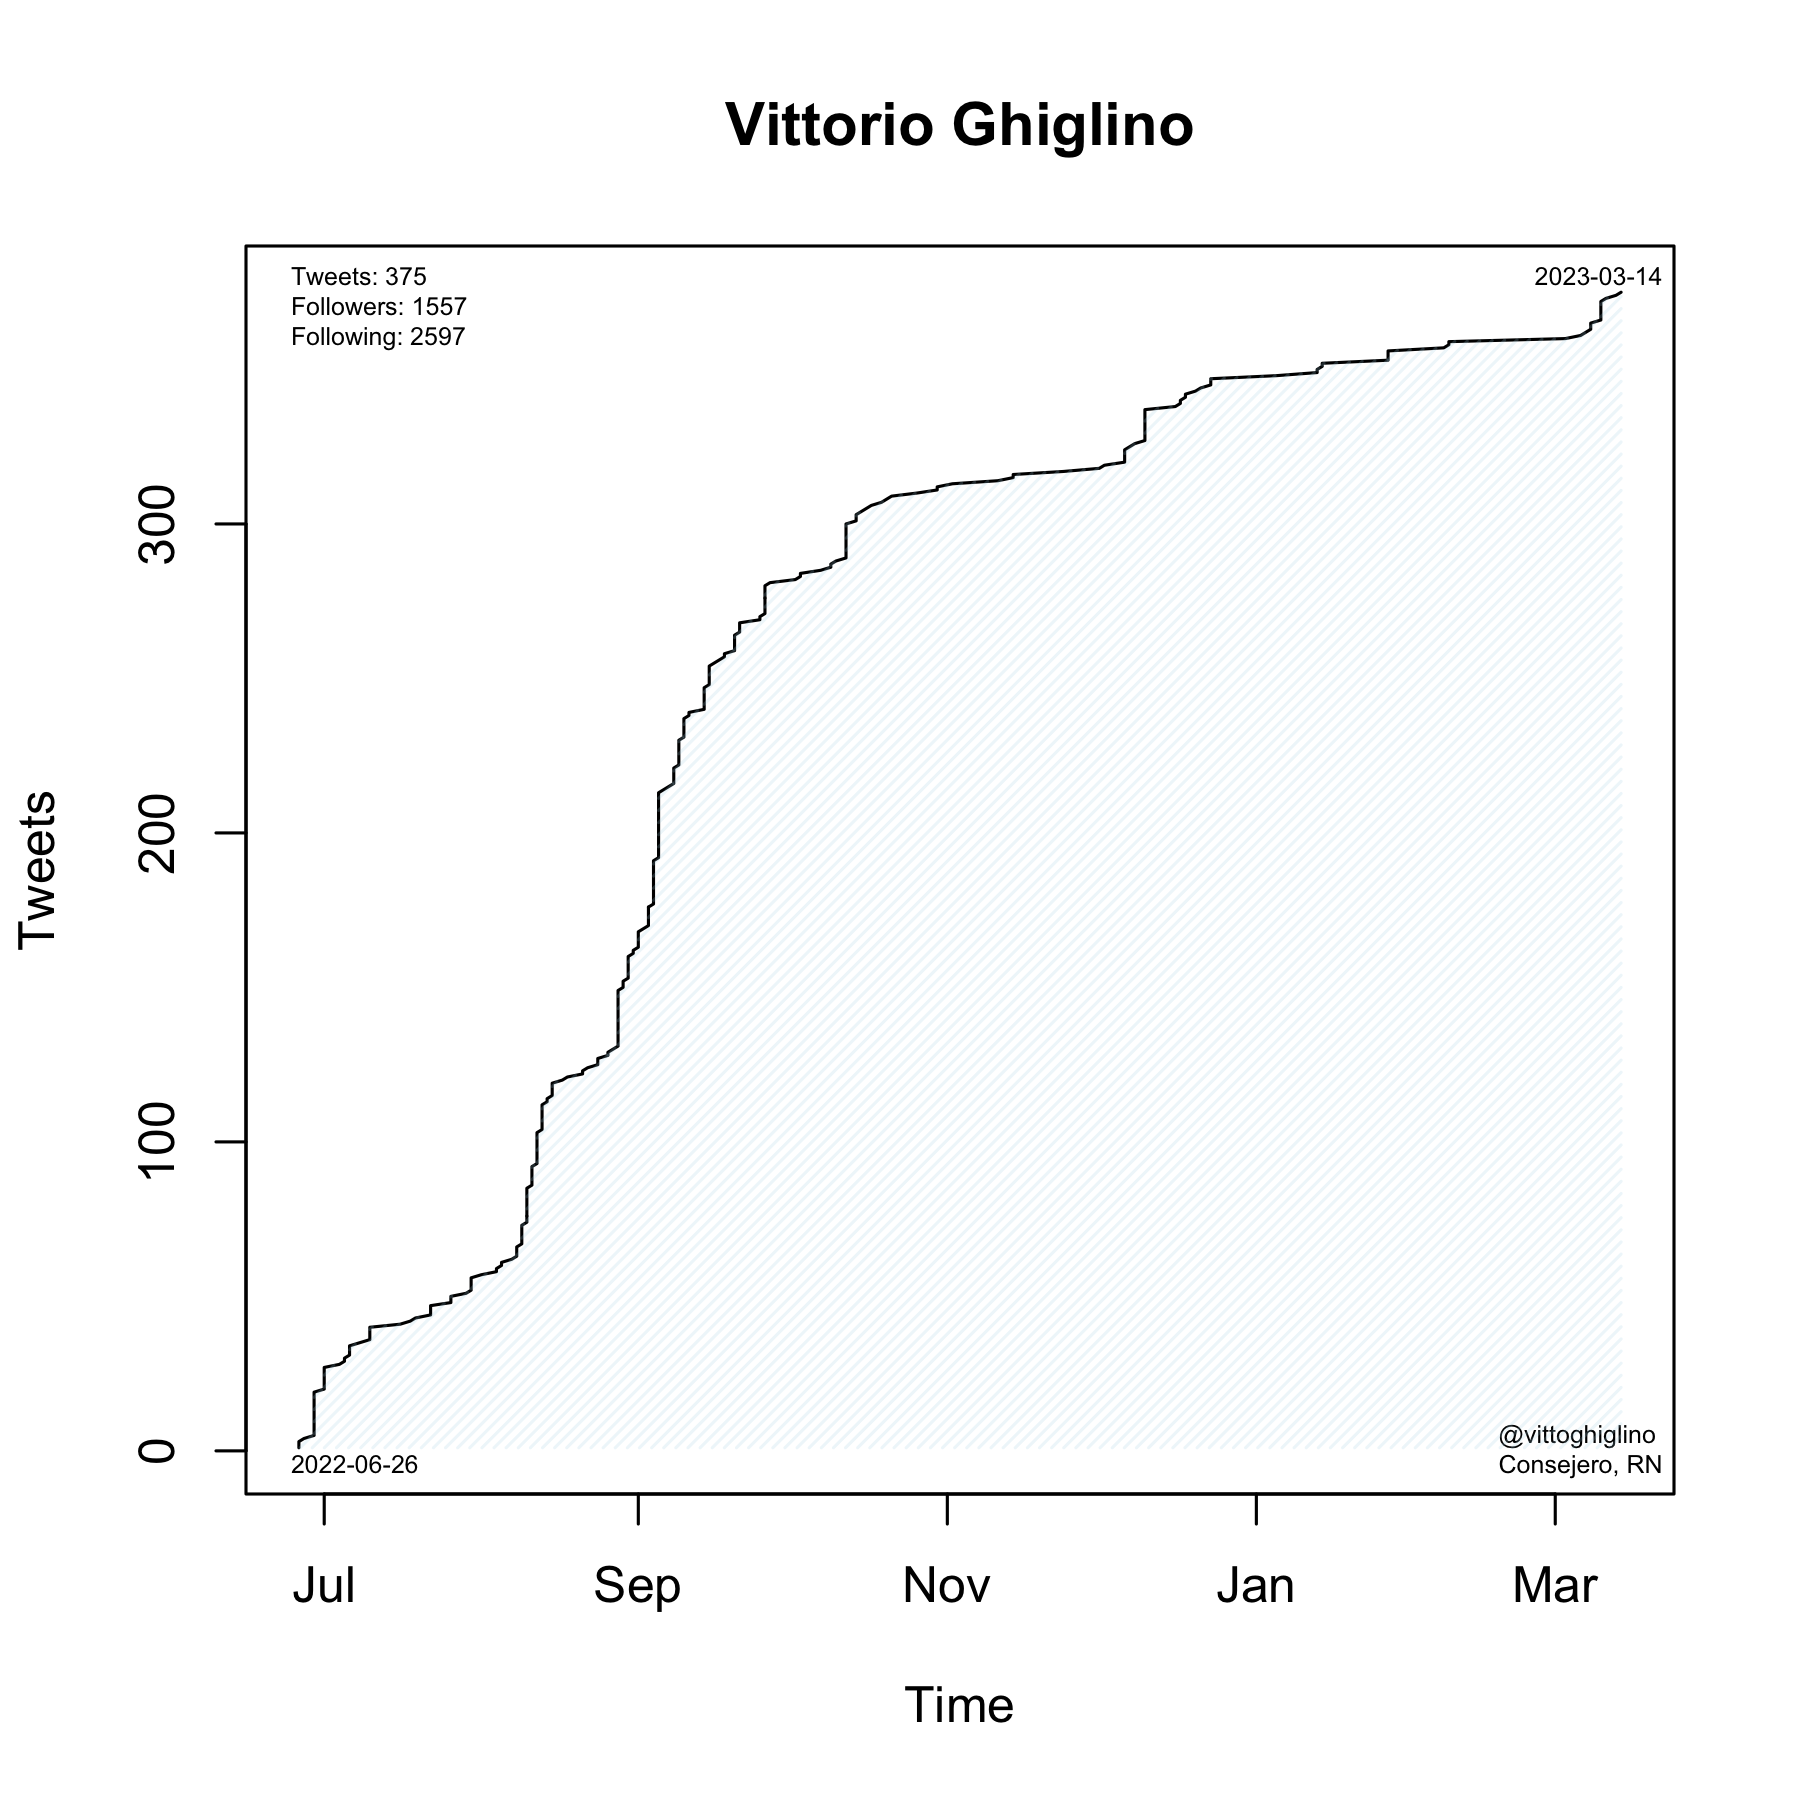 Vittorio Ghiglino
Tweets: 375
Followers: 1557
Following: 2597
2023-03-14
Tweets
300
200
100
0
2022-06-26
@vittoghiglino
Consejero, RN
Jul Sep Nov Jan Mar
Time